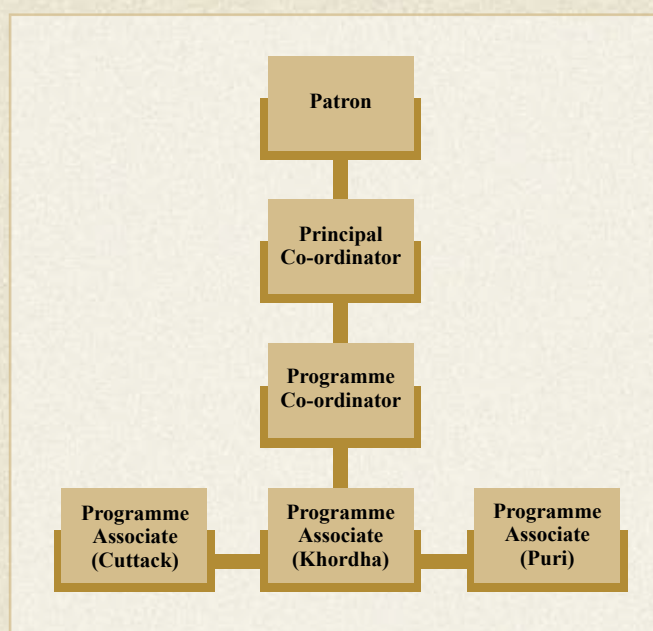 Patron
Principal
Co-ordinator
Programme
Co-ordinator
Programme
Associate
(Cuttack)
Programme
Associate
(Khordha)
Programme
Associate
(Puri)